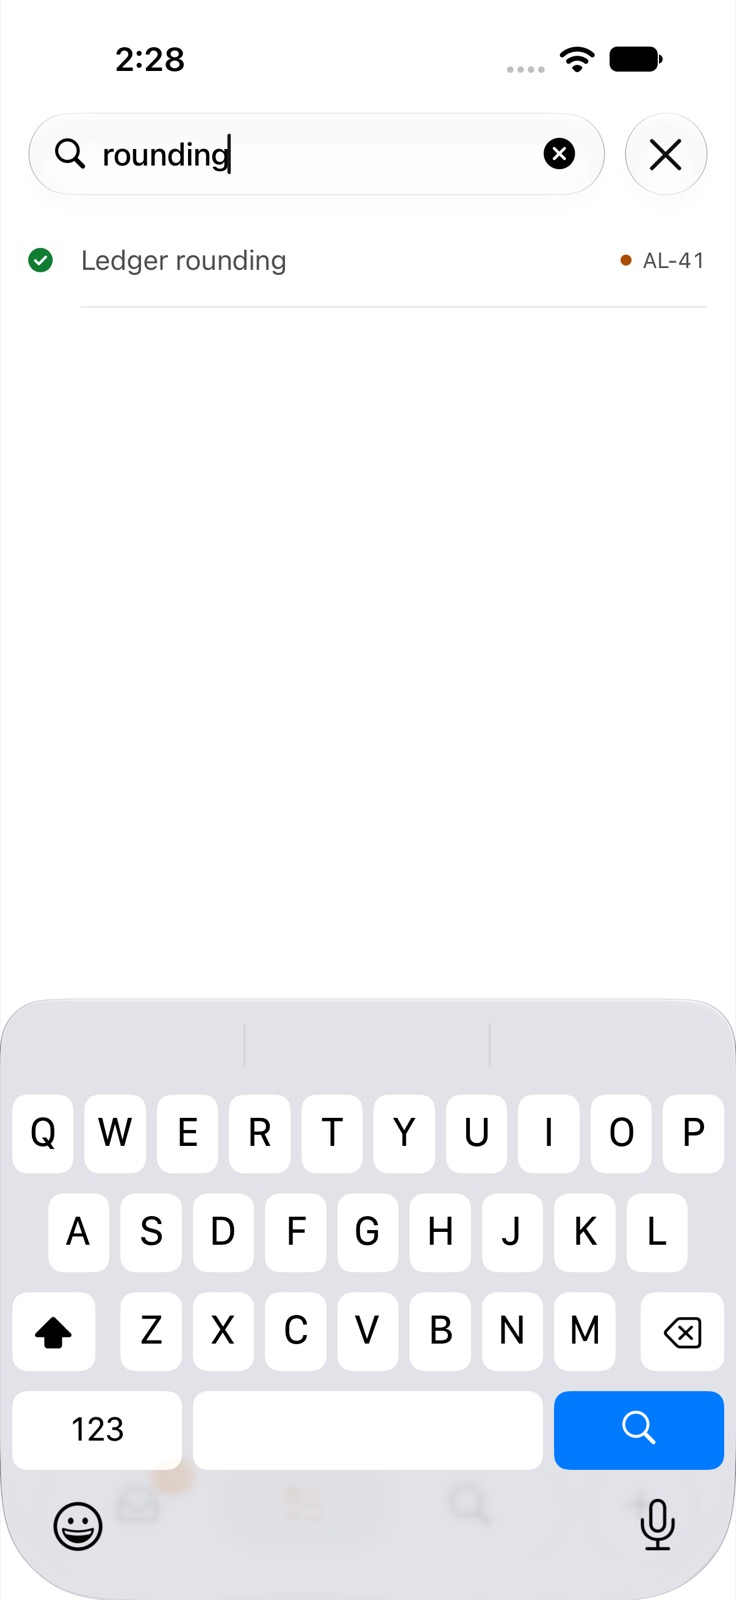 2:28
rounding
Ledger rounding
AL-41
Q W E R T Y U I O P
A S D F G H J K L
Z X C V B N M
123